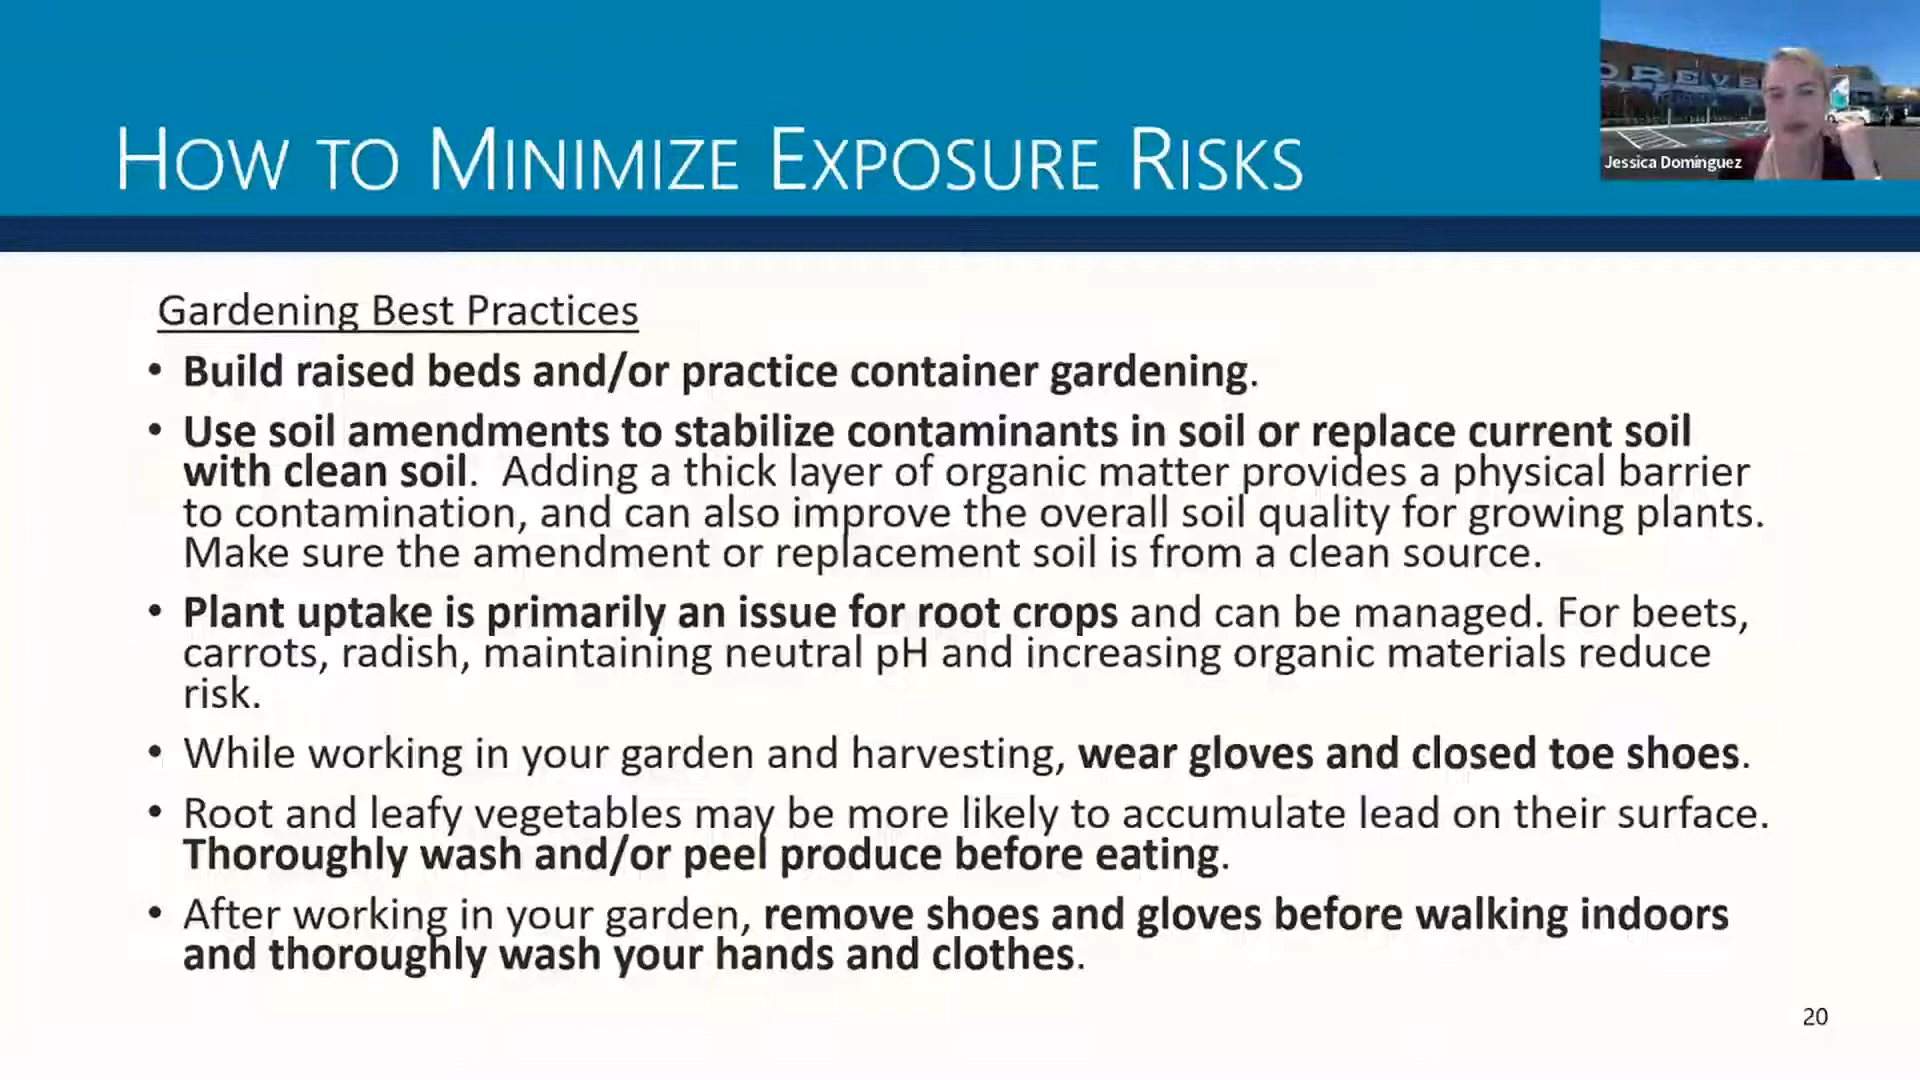 HOW TO MINIMIZE EXPOSURE RISKS
OREVE
Jessica Dominguez
Gardening Best Practices
• Build raised beds and/or practice container gardening.
• Use soil amendments to stabilize contaminants in soil or replace current soil
with clean soil. Adding a thick layer of organic matter provides a physical barrier
to contamination, and can also improve the overall soil quality for growing plants.
Make sure the amendment or replacement soil is from a clean source.
• Plant uptake is primarily an issue for root crops and can be managed. For beets,
carrots, radish, maintaining neutral pH and increasing organic materials reduce
risk.
• While working in your garden and harvesting, wear gloves and closed toe shoes.
• Root and leafy vegetables may be more likely to accumulate lead on their surface.
Thoroughly wash and/or peel produce before eating.
• After working in your garden, remove shoes and gloves before walking indoors
and thoroughly wash your hands and clothes.
20